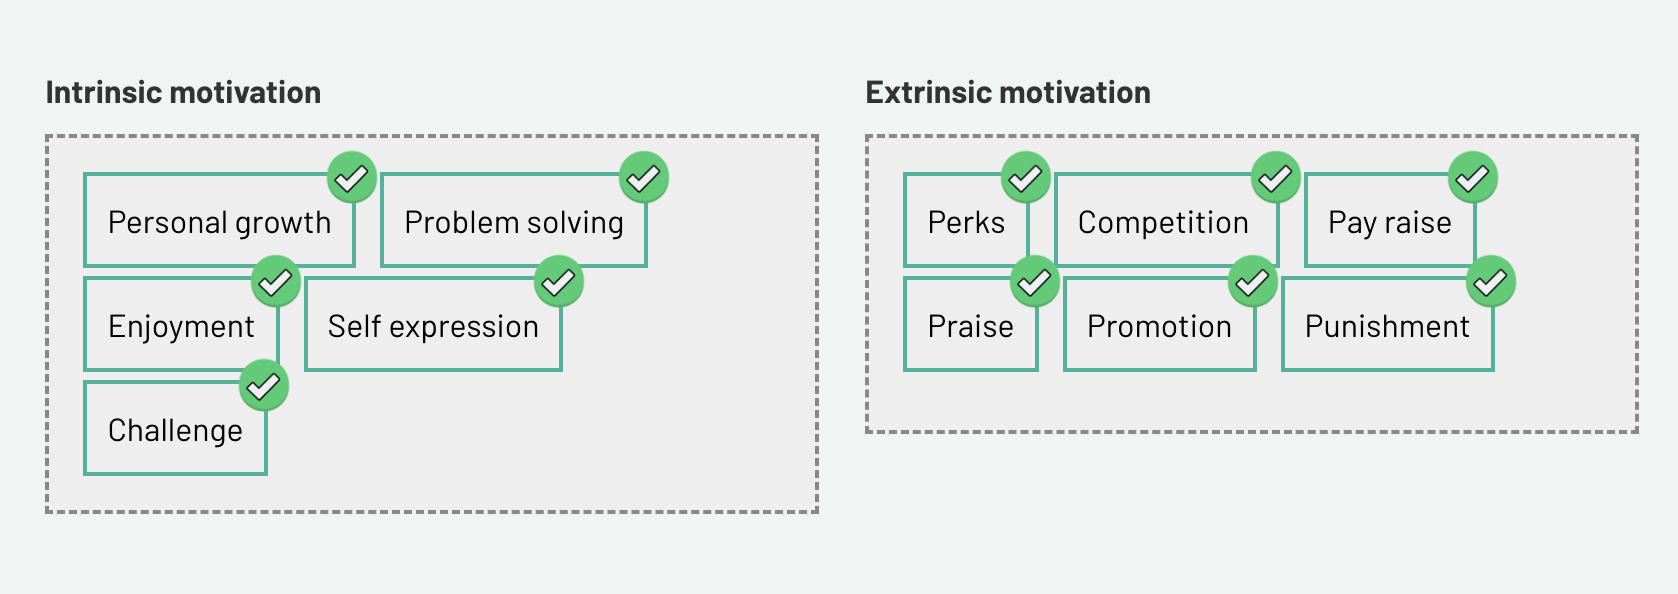 Intrinsic motivation
Personal growth
Problem solving
Enjoyment
Self expression
Challenge
Extrinsic motivation
Perks
Competition
Pay raise
Praise
Promotion
Punishment